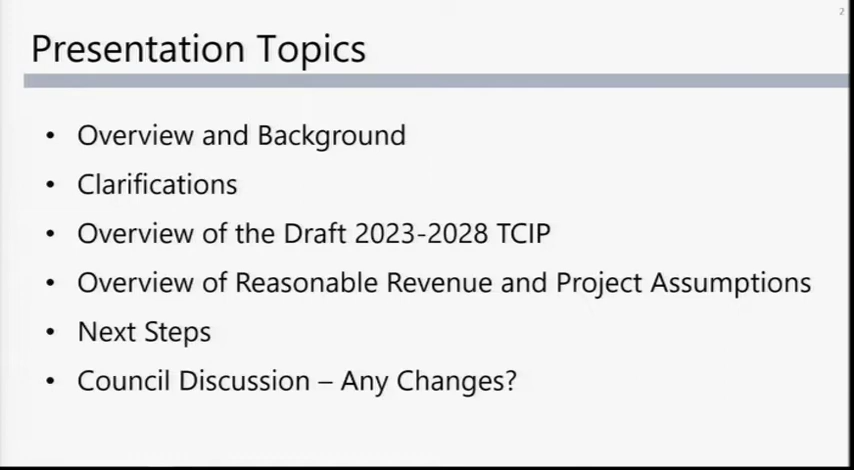 2
Presentation Topics
• Overview and Background
• Clarifications
• Overview of the Draft 2023-2028 TCIP
• Overview of Reasonable Revenue and Project Assumptions
• Next Steps
• Council Discussion – Any Changes?